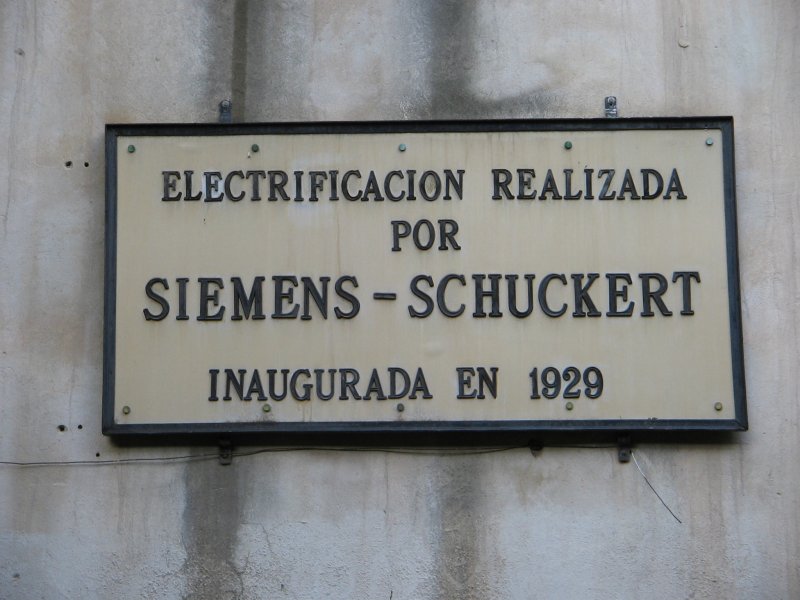 ELECTRIFICACION REALIZADA
POR
SIEMENS-SCHUCKERT
INAUGURADA EN 1929